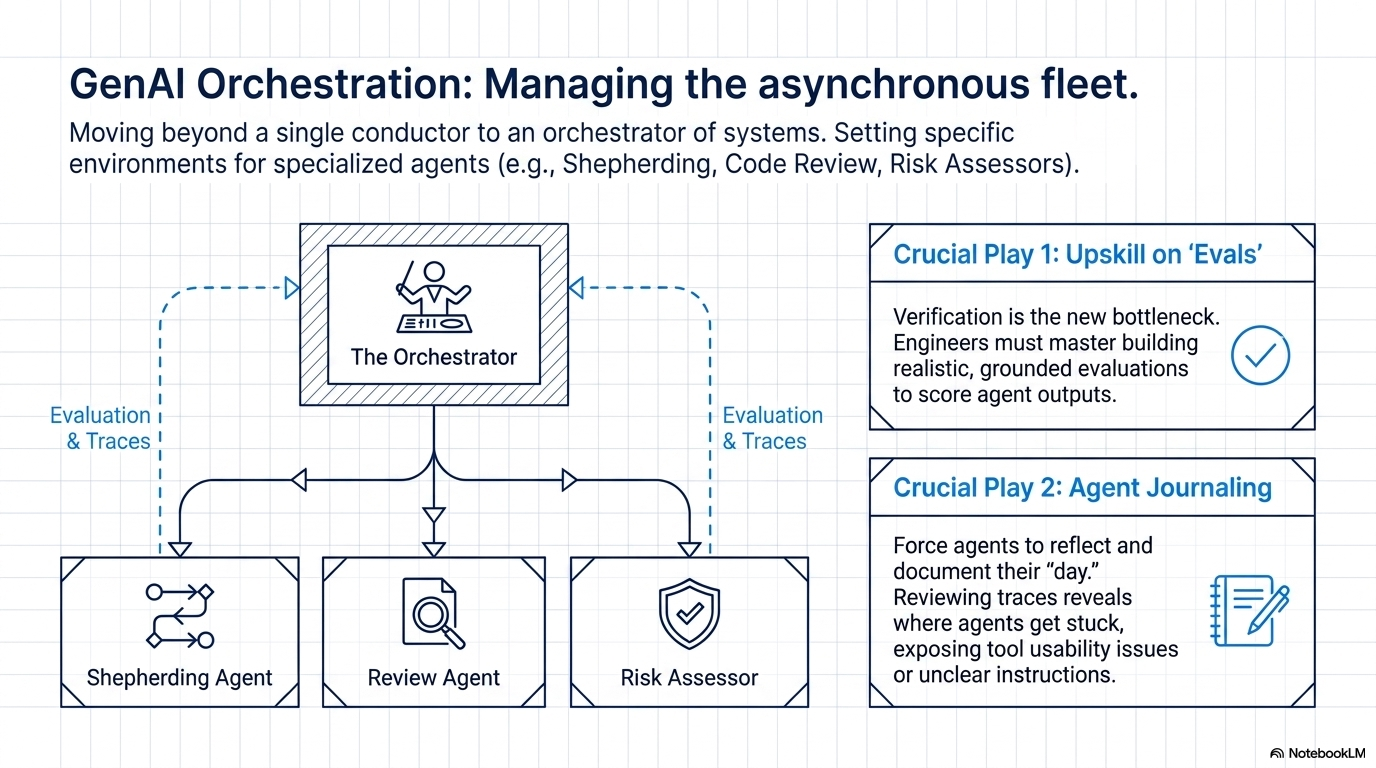 GenAI Orchestration: Managing the asynchronous fleet.
Moving beyond a single conductor to an orchestrator of systems. Setting specific
environments for specialized agents (e.g., Shepherding, Code Review, Risk Assessors).
The Orchestrator
Evaluation
& Traces
Evaluation
& Traces
Shepherding Agent
Review Agent
Risk Assessor
Crucial Play 1: Upskill on ‘Evals’
Verification is the new bottleneck.
Engineers must master building
realistic, grounded evaluations
to score agent outputs.
Crucial Play 2: Agent Journaling
Force agents to reflect and
document their “day.”
Reviewing traces reveals
where agents get stuck,
exposing tool usability issues
or unclear instructions.
NotebookLM